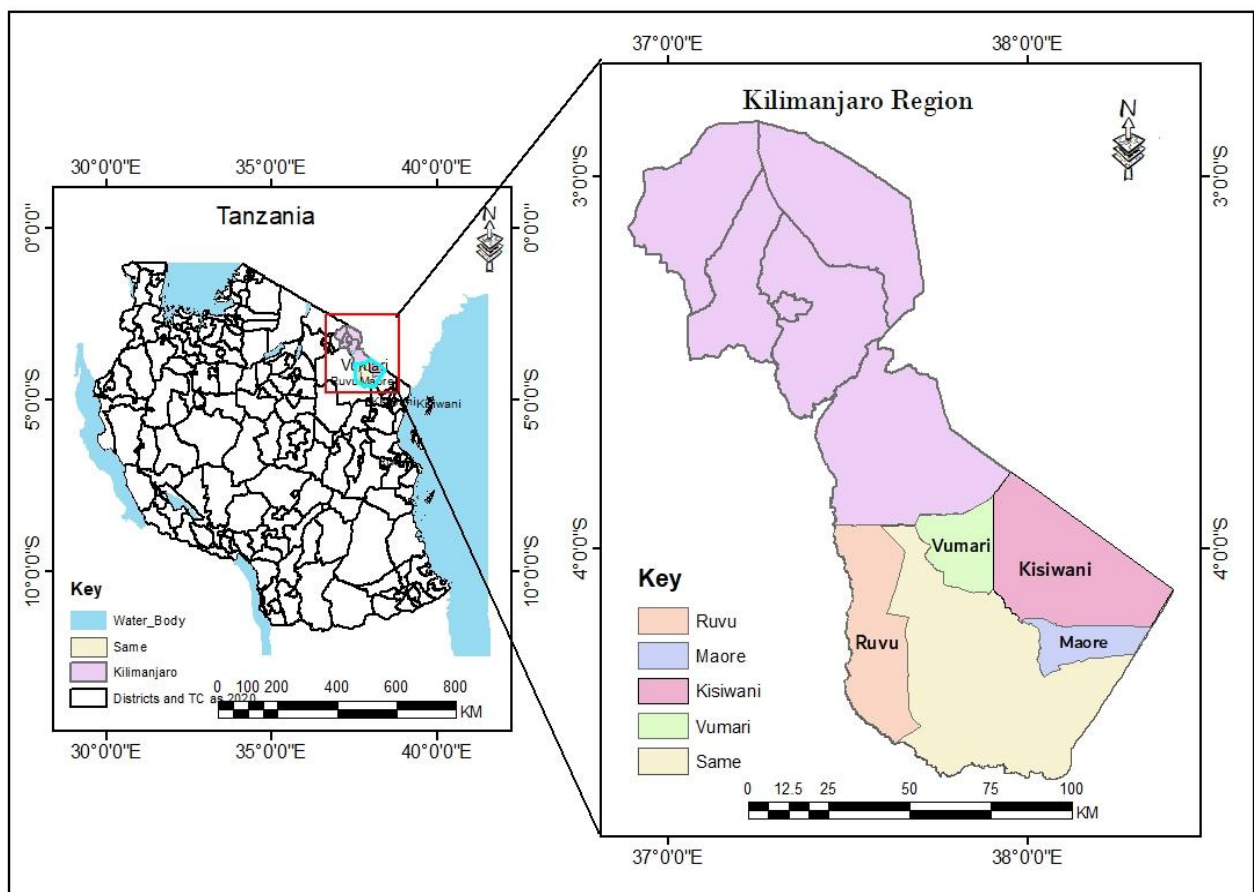 30°0'0"E 35°0'0"E 40°0'0"E
Tanzania
N
0°0'0"
5°0'0"S
10°0'0"S
0°0'0"
5°0'0"S
10°0'0"S
Vumari
Ruvu Maore
Kisiwani
Key
Water_Body
Same
Kilimanjaro
Districts and TC as 2020
0 100 200 400 600 800
KM
30°0'0"E 35°0'0"E 40°0'0"E
37°0'0"E 38°0'0"E
Kilimanjaro Region
N
3°0'0"S
4°0'0"S
3°0'0"S
4°0'0"S
Vumari
Kisiwani
Ruvu
Maore
Key
Ruvu
Maore
Kisiwani
Vumari
Same
0 12.5 25 50 75 100
KM
37°0'0"E 38°0'0"E